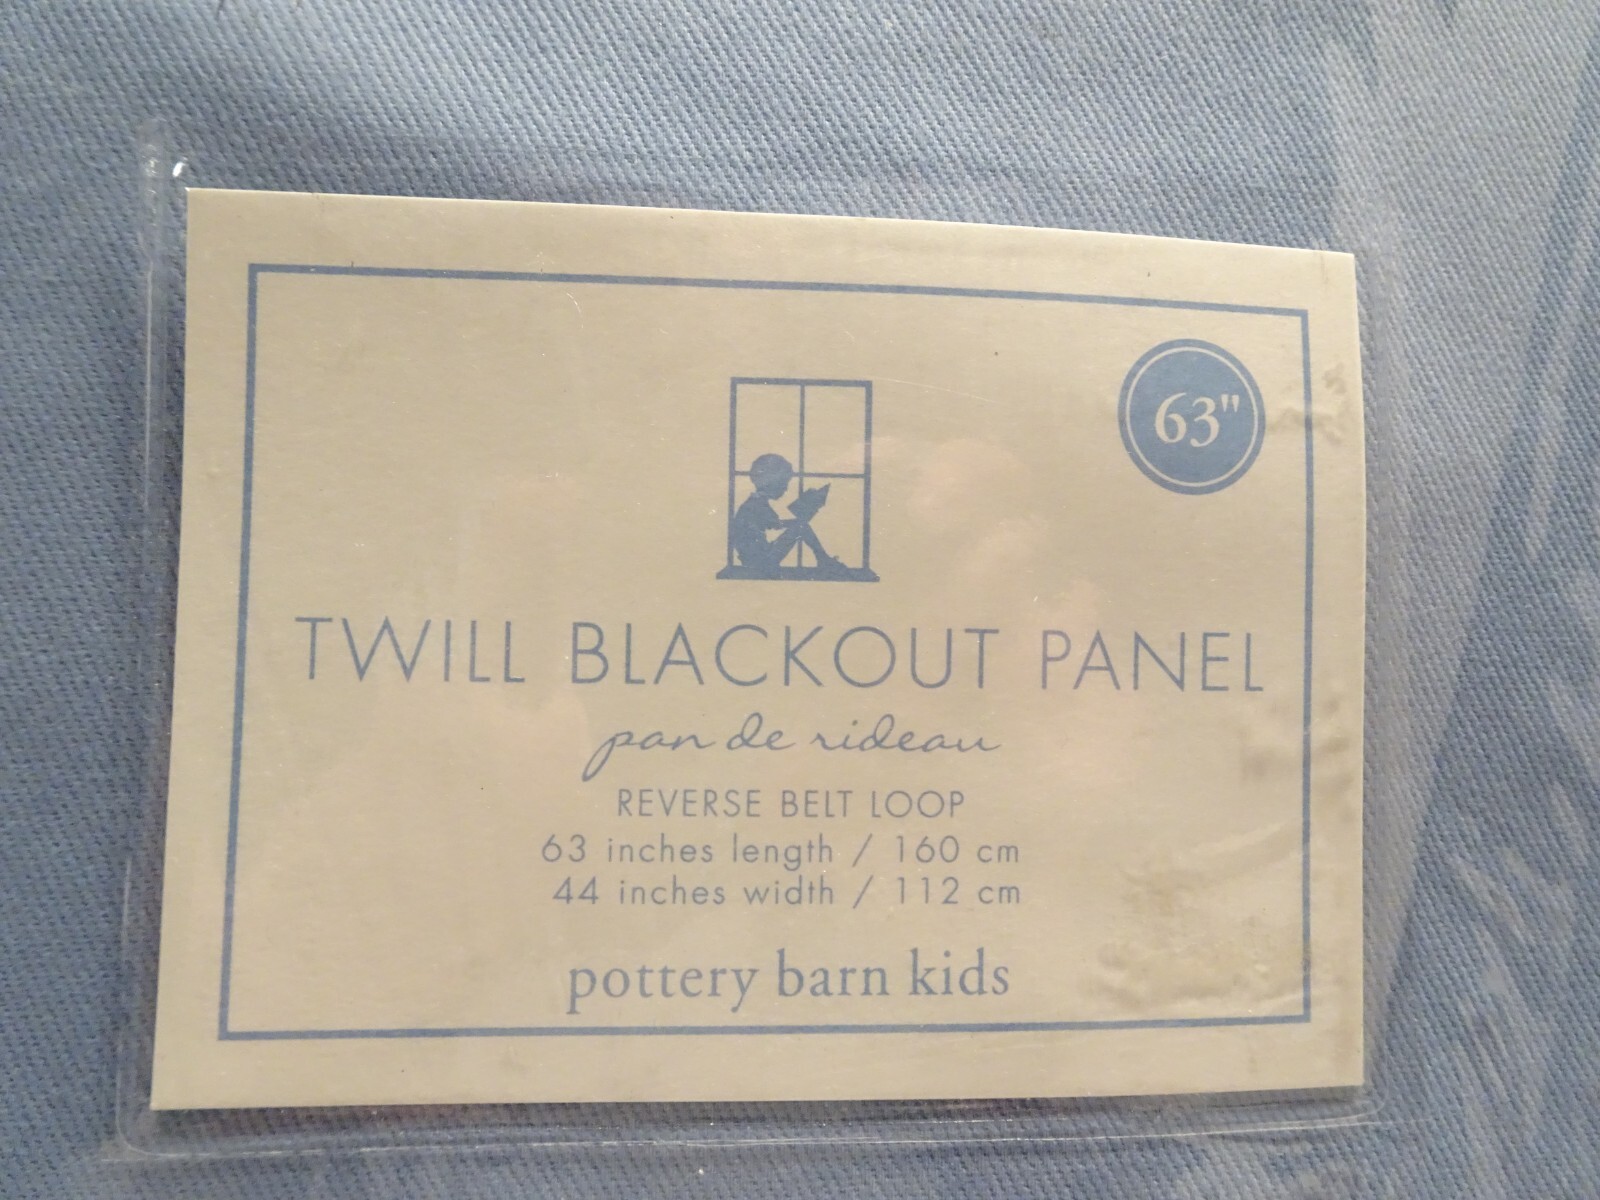 63"
TWILL BLACKOUT PANEL
pan de rideau
REVERSE BELT LOOP
63 inches length / 160 cm
44 inches width / 112 cm
pottery barn kids